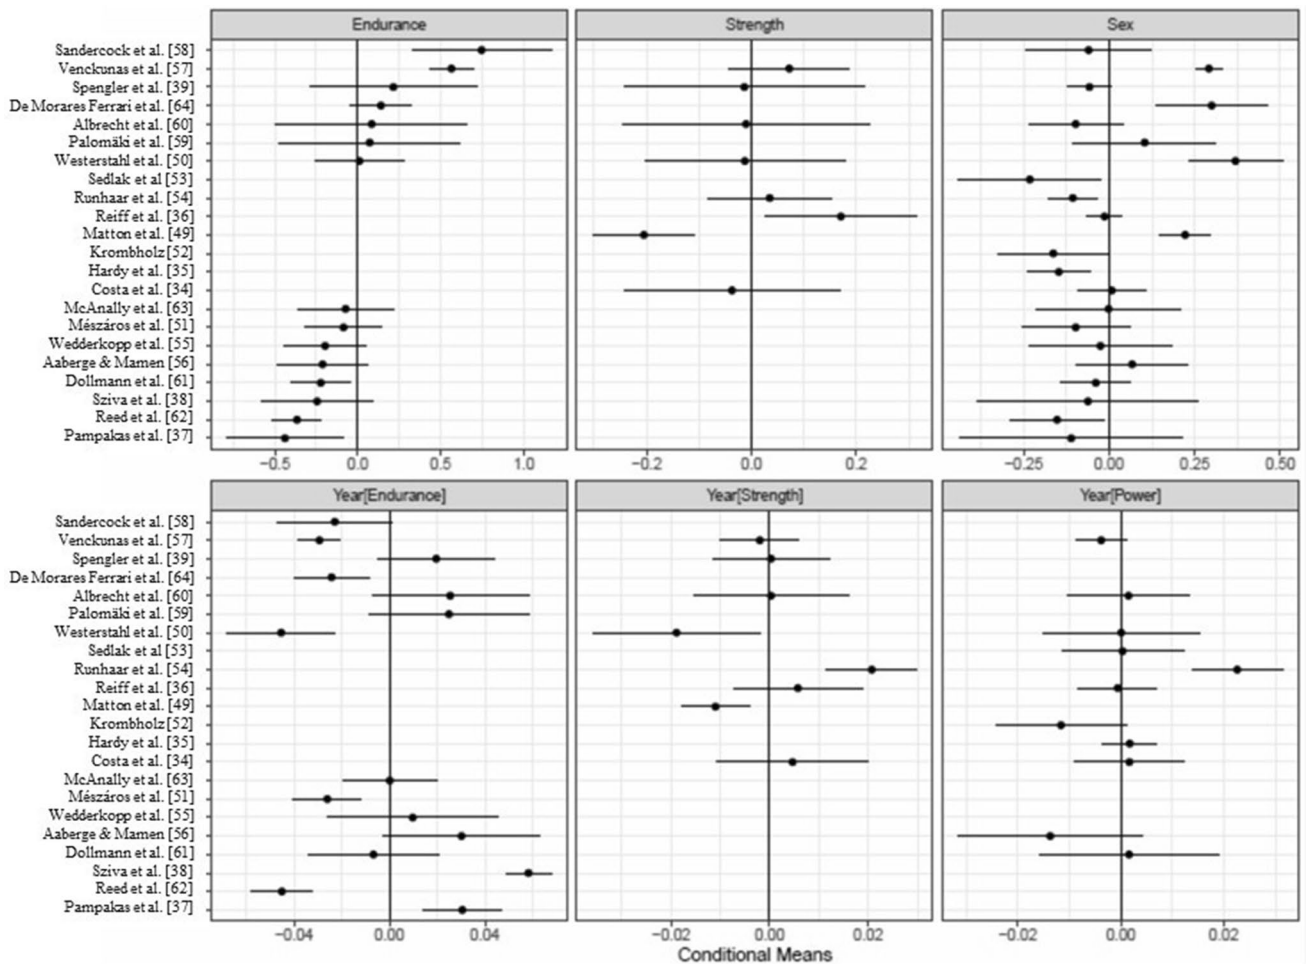 Endurance Strength Sex
Sandercock et al. [58]
Venckunas et al. [57]
Spengler et al. [39]
De Morares Ferrari et al. [64]
Albrecht et al. [60]
Palomäki et al. [59]
Westerstahl et al. [50]
Sedlak et al [53]
Runhaar et al. [54]
Reiff et al. [36]
Matton et al. [49]
Krombholz [52]
Hardy et al. [35]
Costa et al. [34]
McAnally et al. [63]
Mészáros et al. [51]
Wedderkopp et al. [55]
Aaberge & Mamen [56]
Dollmann et al. [61]
Sziva et al. [38]
Reed et al. [62]
Pampakas et al. [37]
−0.5 0.0 0.5 1.0 −0.2 0.0 0.2 −0.25 0.00 0.25 0.50
Year[Endurance] Year[Strength] Year[Power]
Sandercock et al. [58]
Venckunas et al. [57]
Spengler et al. [39]
De Morares Ferrari et al. [64]
Albrecht et al. [60]
Palomäki et al. [59]
Westerstahl et al. [50]
Sedlak et al [53]
Runhaar et al. [54]
Reiff et al. [36]
Matton et al. [49]
Krombholz [52]
Hardy et al. [35]
Costa et al. [34]
McAnally et al. [63]
Mészáros et al. [51]
Wedderkopp et al. [55]
Aaberge & Mamen [56]
Dollmann et al. [61]
Sziva et al. [38]
Reed et al. [62]
Pampakas et al. [37]
−0.04 0.00 0.04 −0.02 0.00 0.02 −0.02 0.00 0.02
Conditional Means